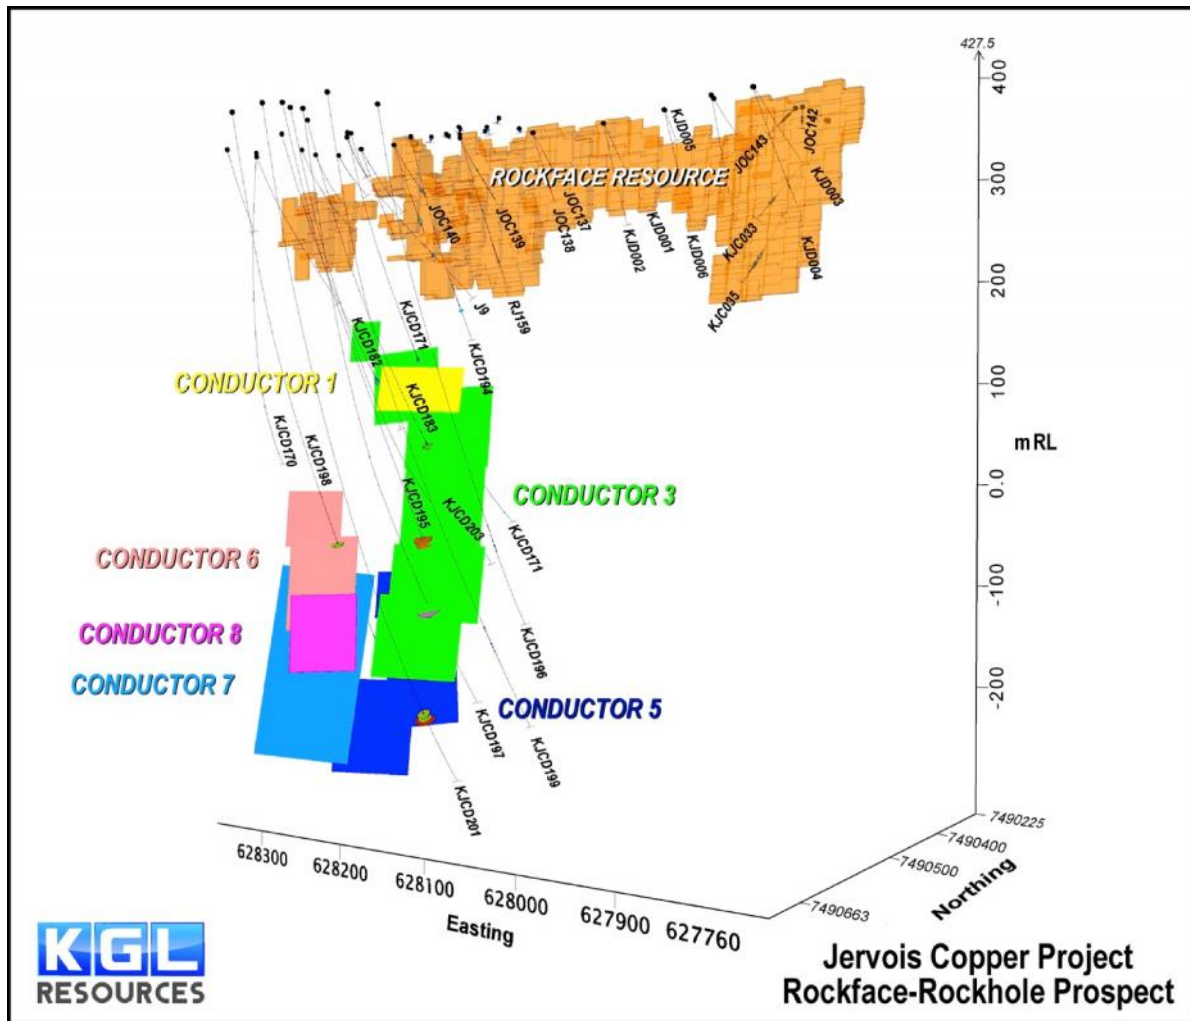 427.5
400
KJD005
JOC143
JOC142
ROCKFACE RESOURCE
300
KJD003
JOC140
JOC139
JOC137
JOC138
KJD002
KJD001
KJD006
KJC033
KJD004
KJC035
200
J9
RJ159
KJCD182
KJCD171
KJCD194
CONDUCTOR 1
100
KJCD183
mRL
KJCD170
KJCD198
0.0
CONDUCTOR 3
KJCD195
KJCD203
KJCD171
CONDUCTOR 6
-100
CONDUCTOR 8
KJCD196
CONDUCTOR 7
-200
CONDUCTOR 5
KJCD197
KJCD199
KJCD201
7490225
7490400
7490500
7490663
Northing
628300
628200
628100
628000
627900
627760
Easting
KGL
RESOURCES
Jervois Copper Project
Rockface-Rockhole Prospect